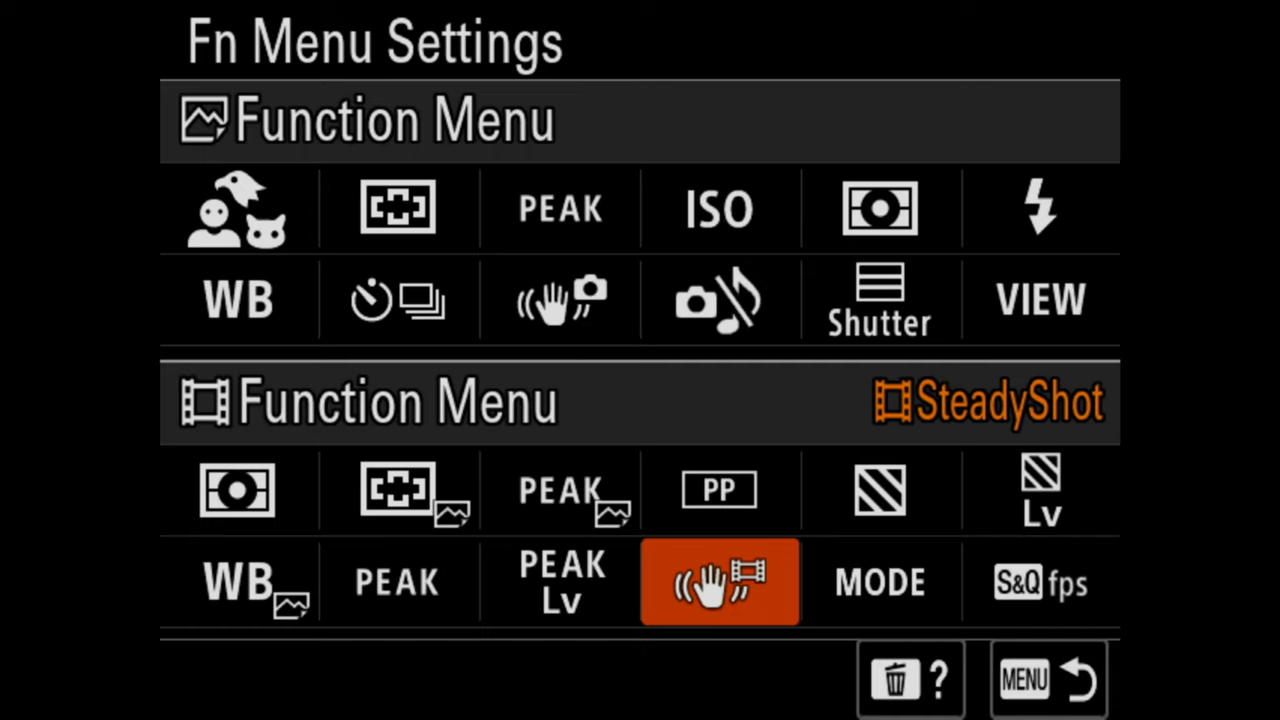 Fn Menu Settings
Function Menu
PEAK ISO
WB Shutter VIEW
Function Menu SteadyShot
PEAK PP Lv
WB PEAK PEAK Lv MODE S&Q fps
? MENU